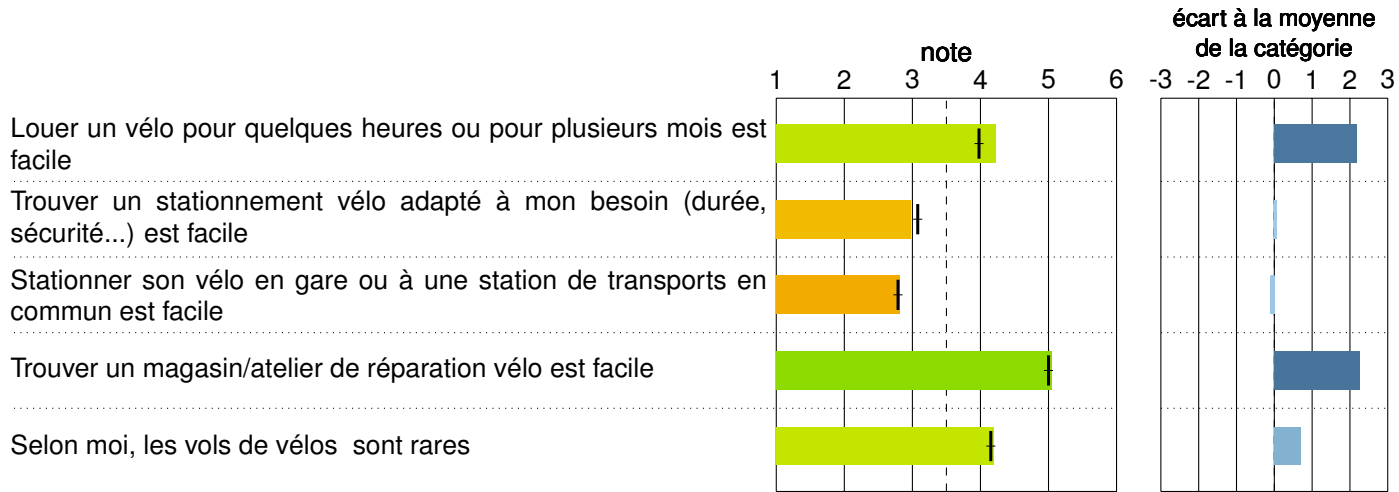 écart à la moyenne
de la catégorie
note
1 2 3 4 5 6
-3 -2 -1 0 1 2 3
Louer un vélo pour quelques heures ou pour plusieurs mois est
facile
Trouver un stationnement vélo adapté à mon besoin (durée,
sécurité...) est facile
Stationner son vélo en gare ou à une station de transports en
commun est facile
Trouver un magasin/atelier de réparation vélo est facile
Selon moi, les vols de vélos sont rares